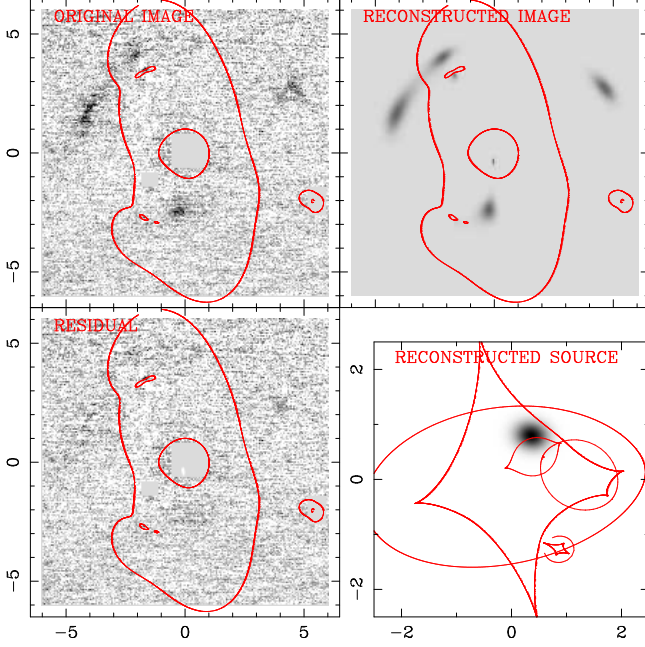 ORIGINAL IMAGE
RECONSTRUCTED IMAGE
5
0
−5
RESIDUAL
RECONSTRUCTED SOURCE
5
0
−5
2
0
−2
−5 0 5
−2 0 2